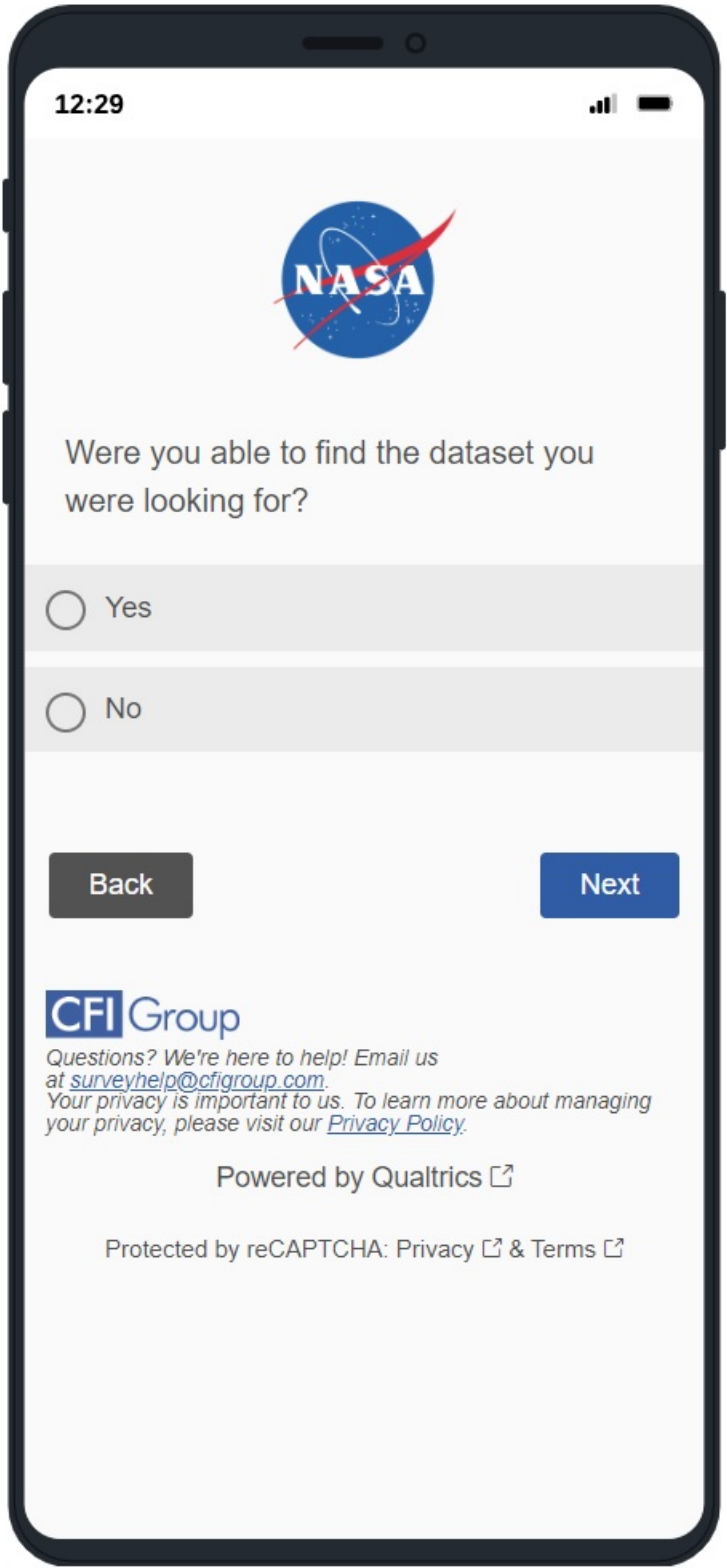 12:29
NASA
Were you able to find the dataset you
were looking for?
Yes
No
Back
Next
CFI Group
Questions? We're here to help! Email us
at surveyhelp@cfigroup.com.
Your privacy is important to us. To learn more about managing
your privacy, please visit our Privacy Policy.
Powered by Qualtrics
Protected by reCAPTCHA: Privacy & Terms